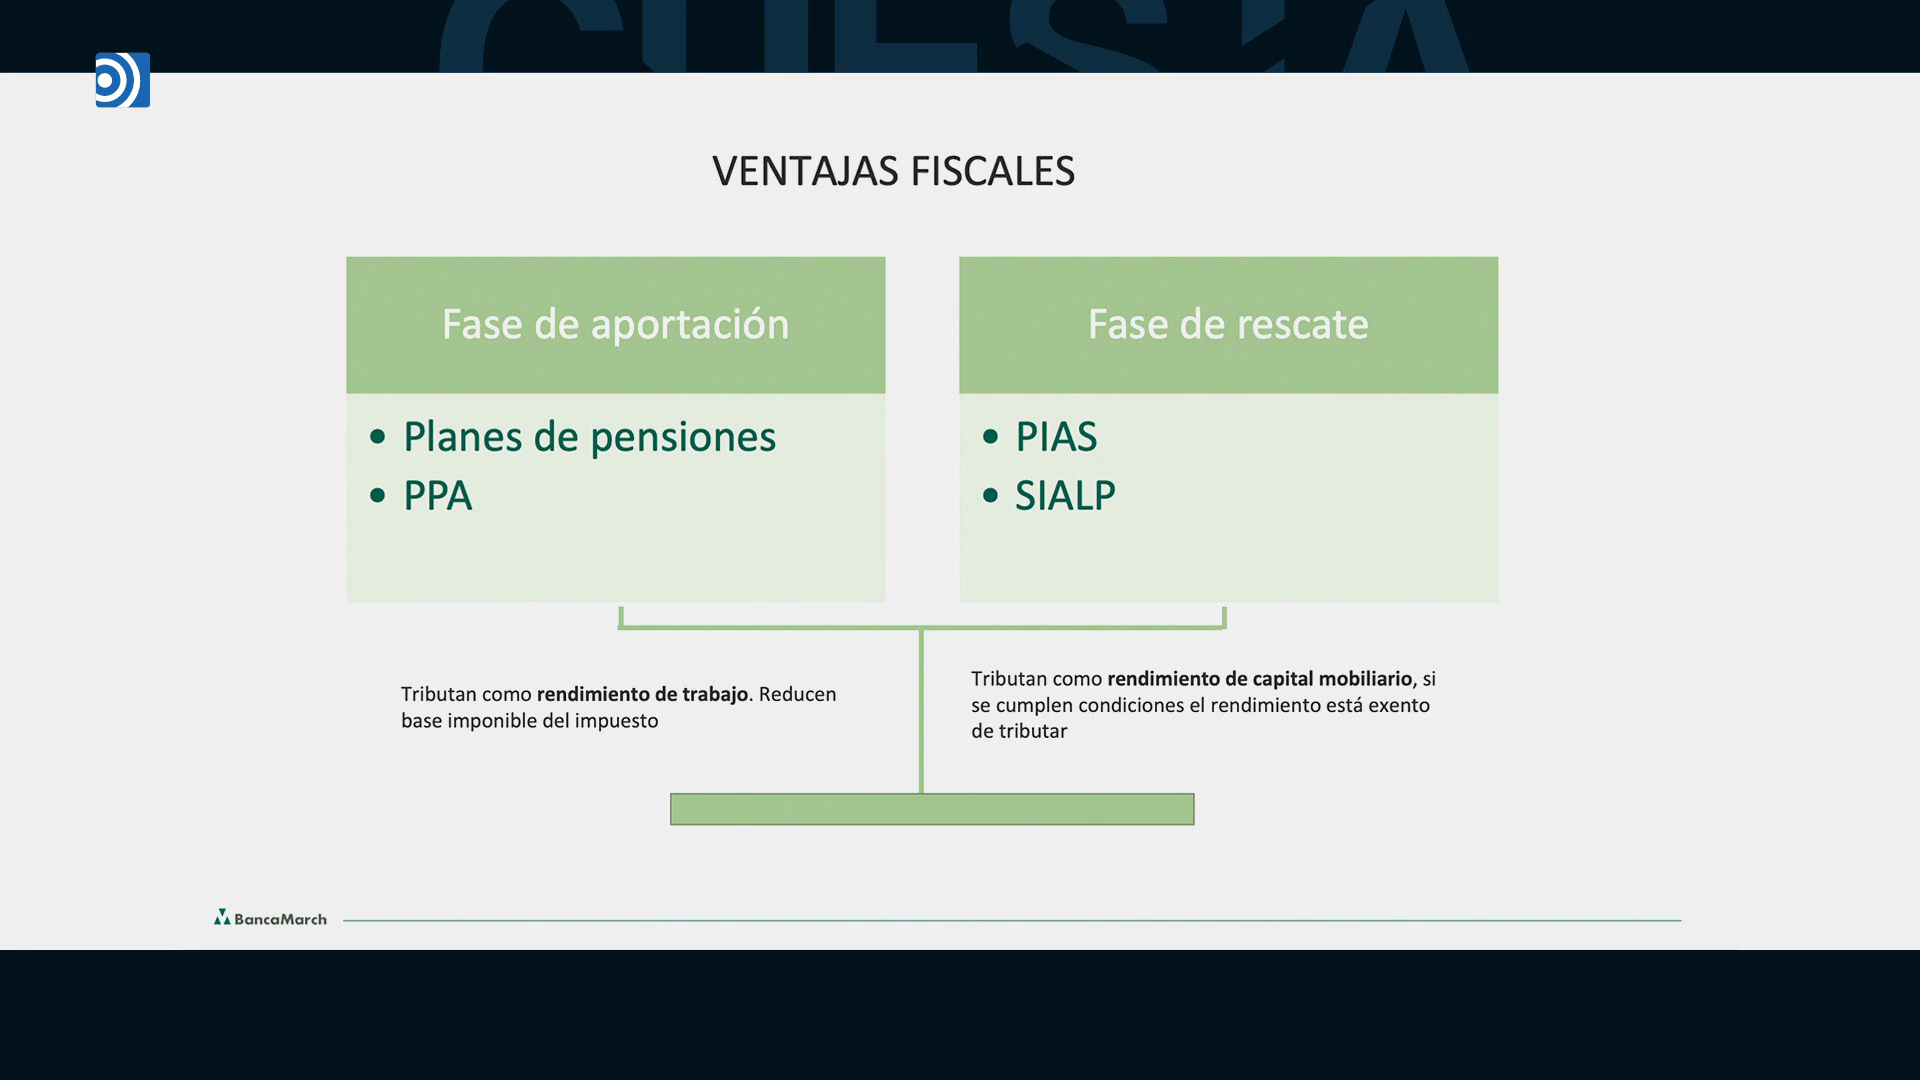 CUESTA
VENTAJAS FISCALES
Fase de aportación
• Planes de pensiones
• PPA
Fase de rescate
• PIAS
• SIALP
Tributan como rendimiento de trabajo. Reducen
base imponible del impuesto
Tributan como rendimiento de capital mobiliario, si
se cumplen condiciones el rendimiento está exento
de tributar
BancaMarch